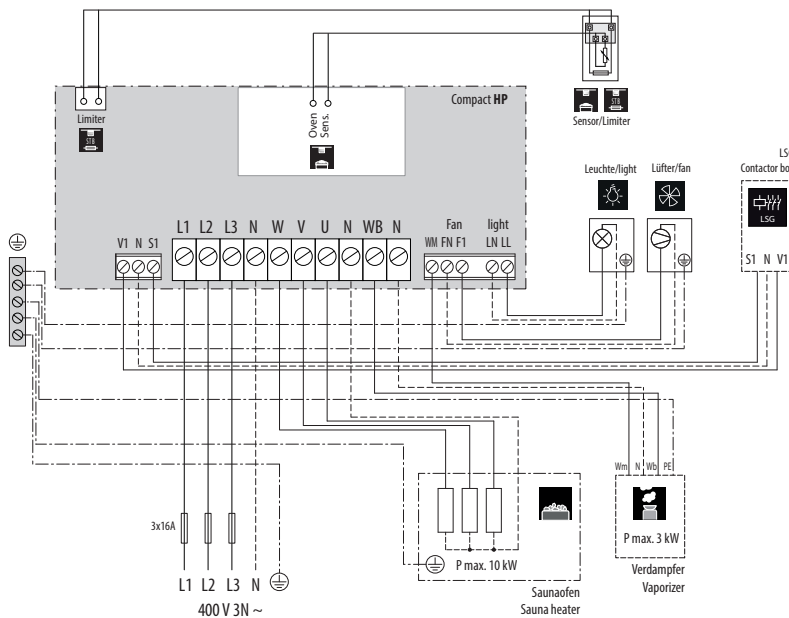 Compact HP
Limiter
STB
Oven
Sens.
STB
Sensor/Limiter
Leuchte/light
Lüfter/fan
Contactor
LSG
S1 N V1
V1 N S1
L1 L2 L3 N W V U N WB N
Fan
WM FN F1
light
LN LL
Wm N Wb PE
3x16A
P max. 10 kW
P max. 3 kW
L1 L2 L3 N
400 V 3N ~
Saunaofen
Sauna heater
Verdampfer
Vaporizer